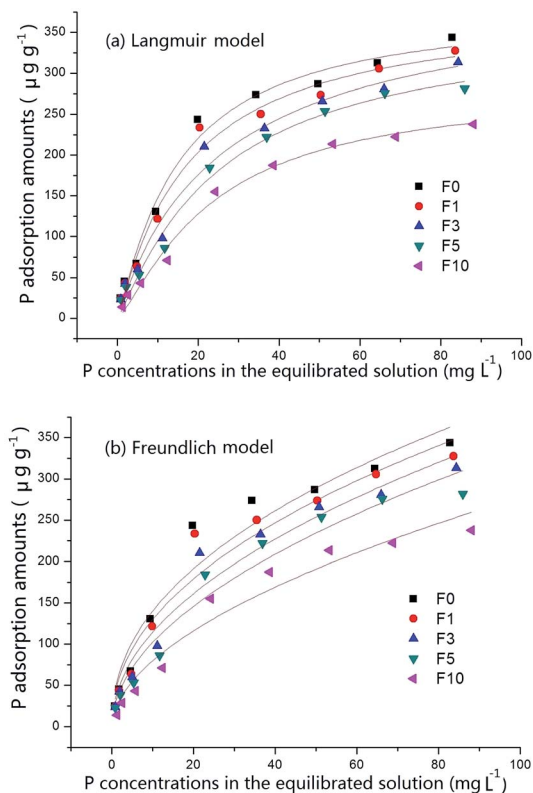 (a) Langmuir model
P adsorption amounts ( μ g g⁻¹)
350
300
250
200
150
100
50
0
F0
F1
F3
F5
F10
0 20 40 60 80 100
P concentrations in the equilibrated solution (mg L⁻¹)
(b) Freundlich model
P adsorption amounts ( μ g g⁻¹)
350
300
250
200
150
100
50
0
F0
F1
F3
F5
F10
0 20 40 60 80 100
P concentrations in the equilibrated solution (mg L⁻¹)